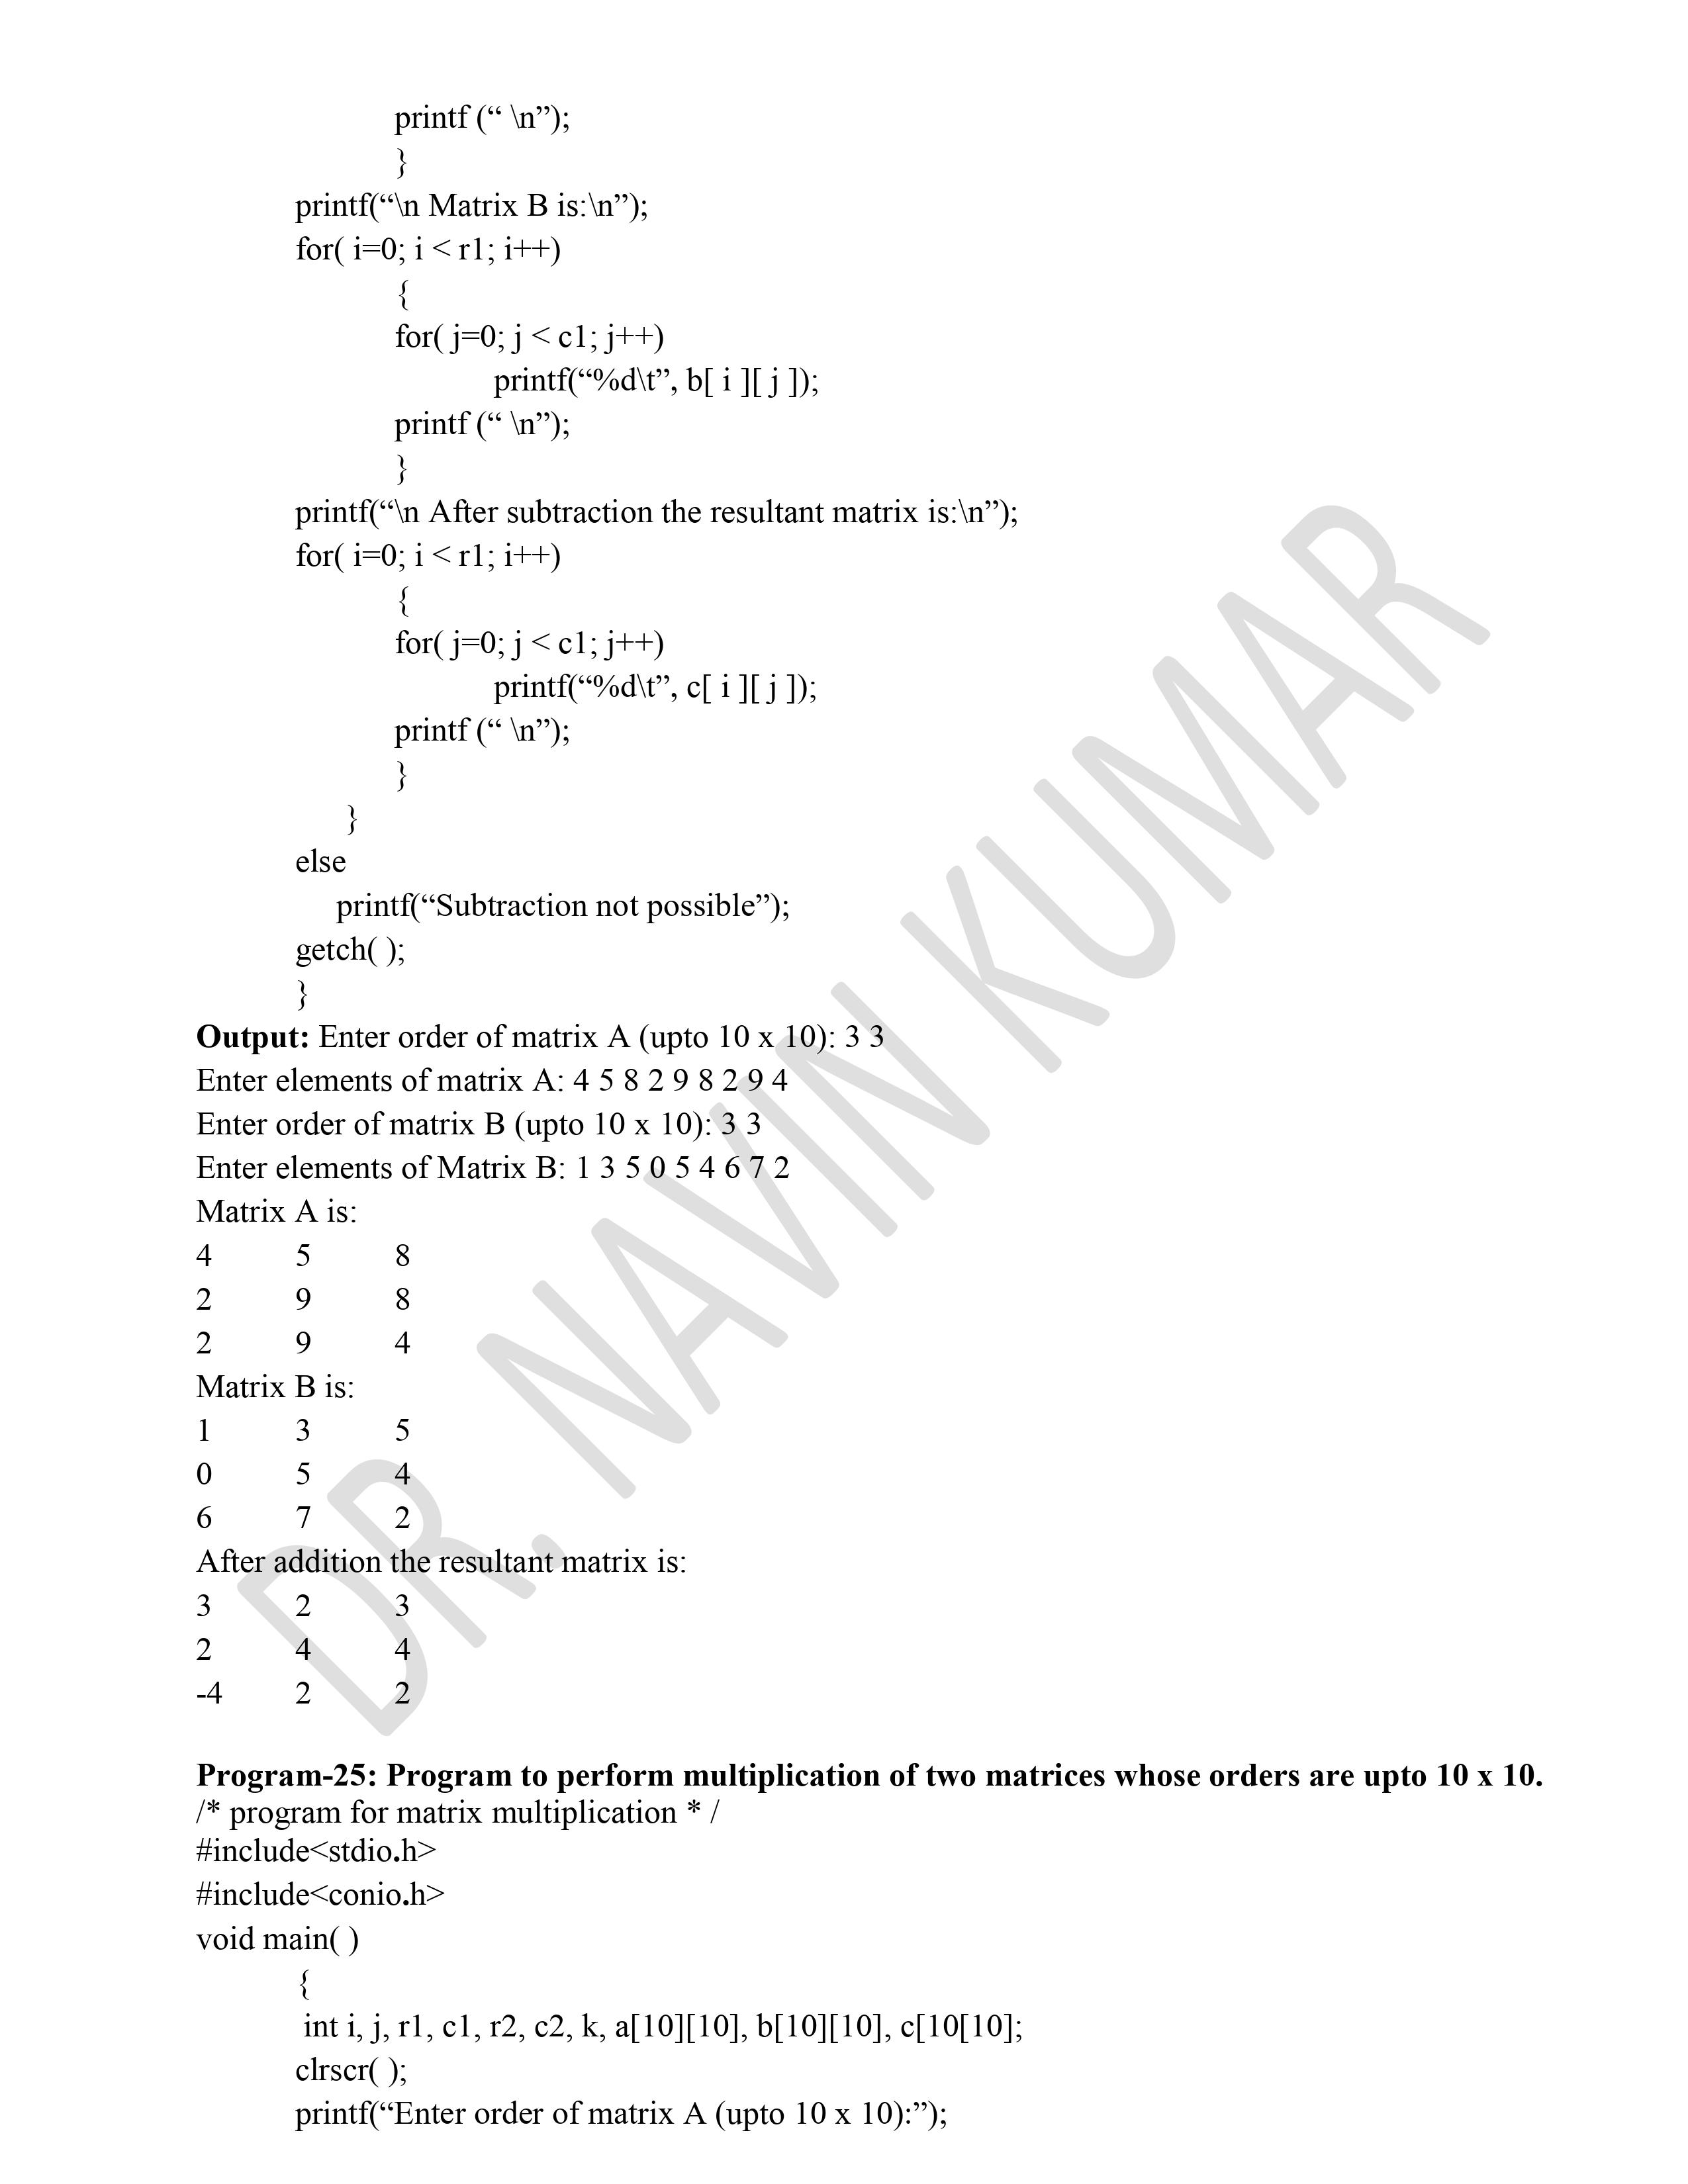 printf (“ \n”);
}
printf(“\n Matrix B is:\n”);
for( i=0; i < r1; i++)
{
for( j=0; j < c1; j++)
printf(“%d\t”, b[ i ][ j ]);
printf (“ \n”);
}
printf(“\n After subtraction the resultant matrix is:\n”);
for( i=0; i < r1; i++)
{
for( j=0; j < c1; j++)
printf(“%d\t”, c[ i ][ j ]);
printf (“ \n”);
}
}
else
printf(“Subtraction not possible”);
getch( );
}
Output: Enter order of matrix A (upto 10 x 10): 3 3
Enter elements of matrix A: 4 5 8 2 9 8 2 9 4
Enter order of matrix B (upto 10 x 10): 3 3
Enter elements of Matrix B: 1 3 5 0 5 4 6 7 2
Matrix A is:
4 5 8
2 9 8
2 9 4
Matrix B is:
1 3 5
0 5 4
6 7 2
After addition the resultant matrix is:
3 2 3
2 4 4
-4 2 2
Program-25: Program to perform multiplication of two matrices whose orders are upto 10 x 10.
/* program for matrix multiplication * /
#include<stdio.h>
#include<conio.h>
void main( )
{
int i, j, r1, c1, r2, c2, k, a[10][10], b[10][10], c[10[10];
clrscr( );
printf(“Enter order of matrix A (upto 10 x 10):”);
DR. NAVIN KUMAR